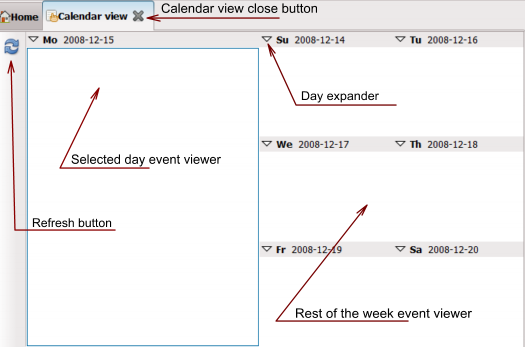 Home
Calendar view
Calendar view close button
Mo 2008-12-15
Su 2008-12-14
Tu 2008-12-16
Day expander
We 2008-12-17
Th 2008-12-18
Selected day event viewer
Refresh button
Fr 2008-12-19
Sa 2008-12-20
Rest of the week event viewer